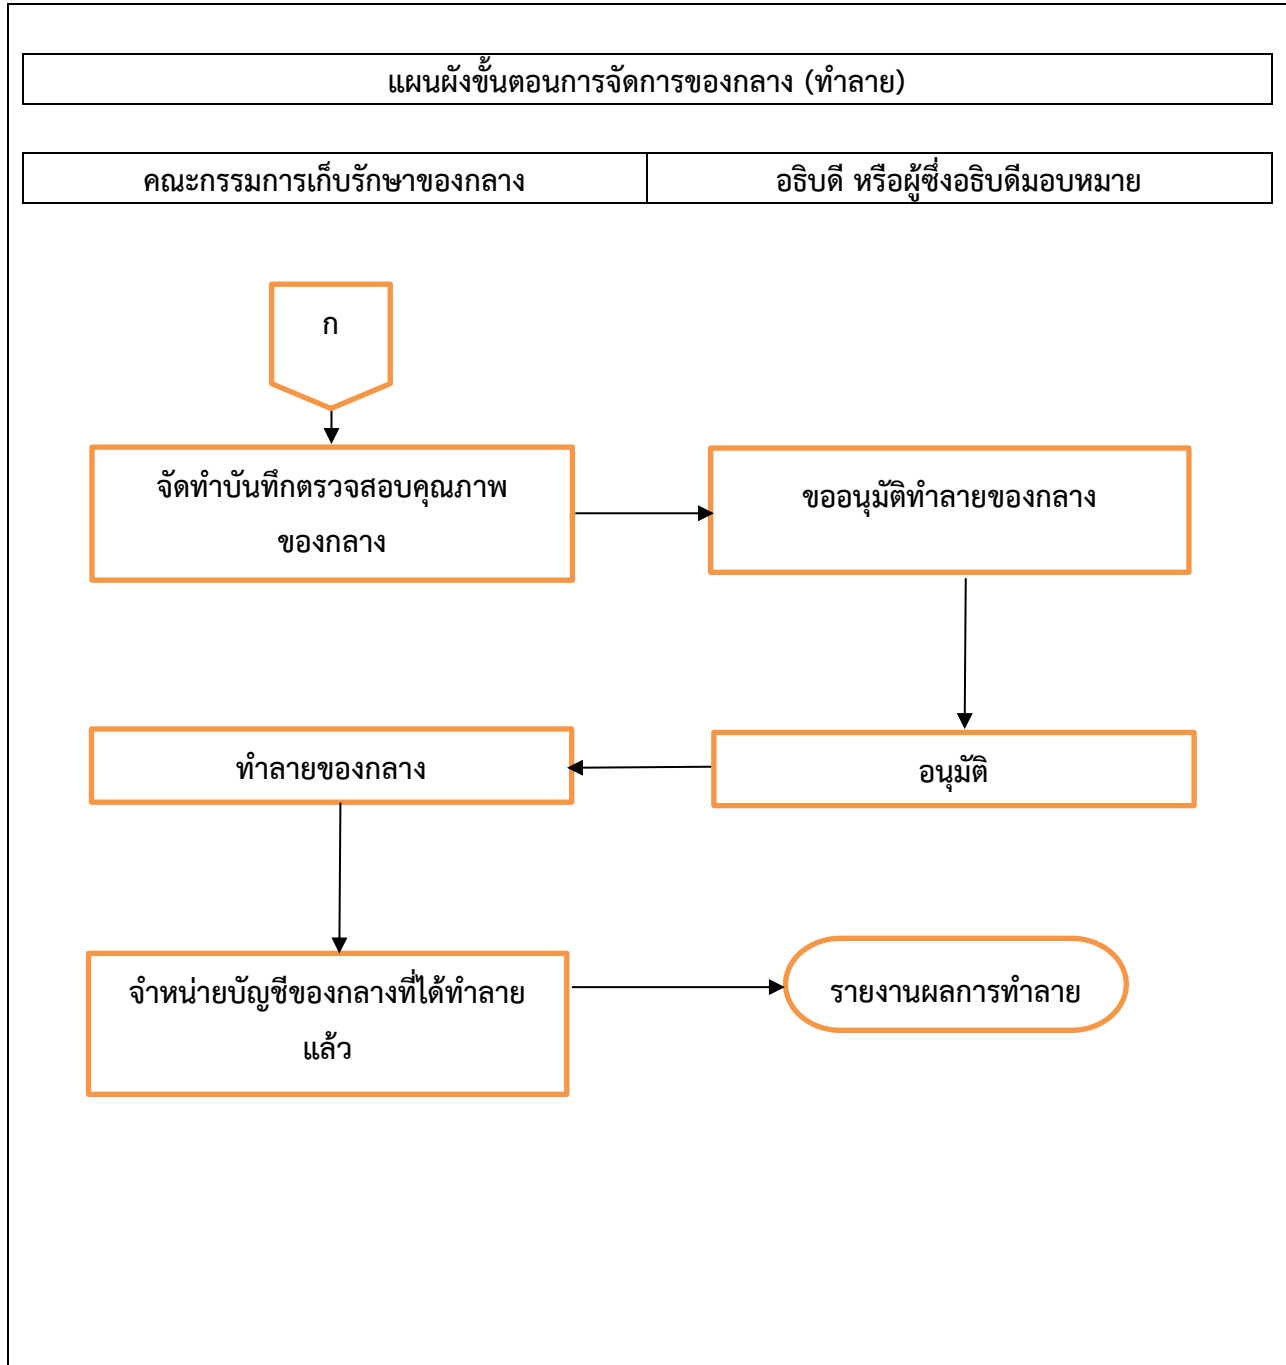 แผนผังขั้นตอนการจัดการของกลาง (ทำลาย)
คณะกรรมการเก็บรักษาของกลาง
อธิบดี หรือผู้ซึ่งอธิบดีมอบหมาย
ก
จัดทำบันทึกตรวจสอบคุณภาพ
ของกลาง
ขออนุมัติทำลายของกลาง
อนุมัติ
ทำลายของกลาง
จำหน่ายบัญชีของกลางที่ได้ทำลาย
แล้ว
รายงานผลการทำลาย